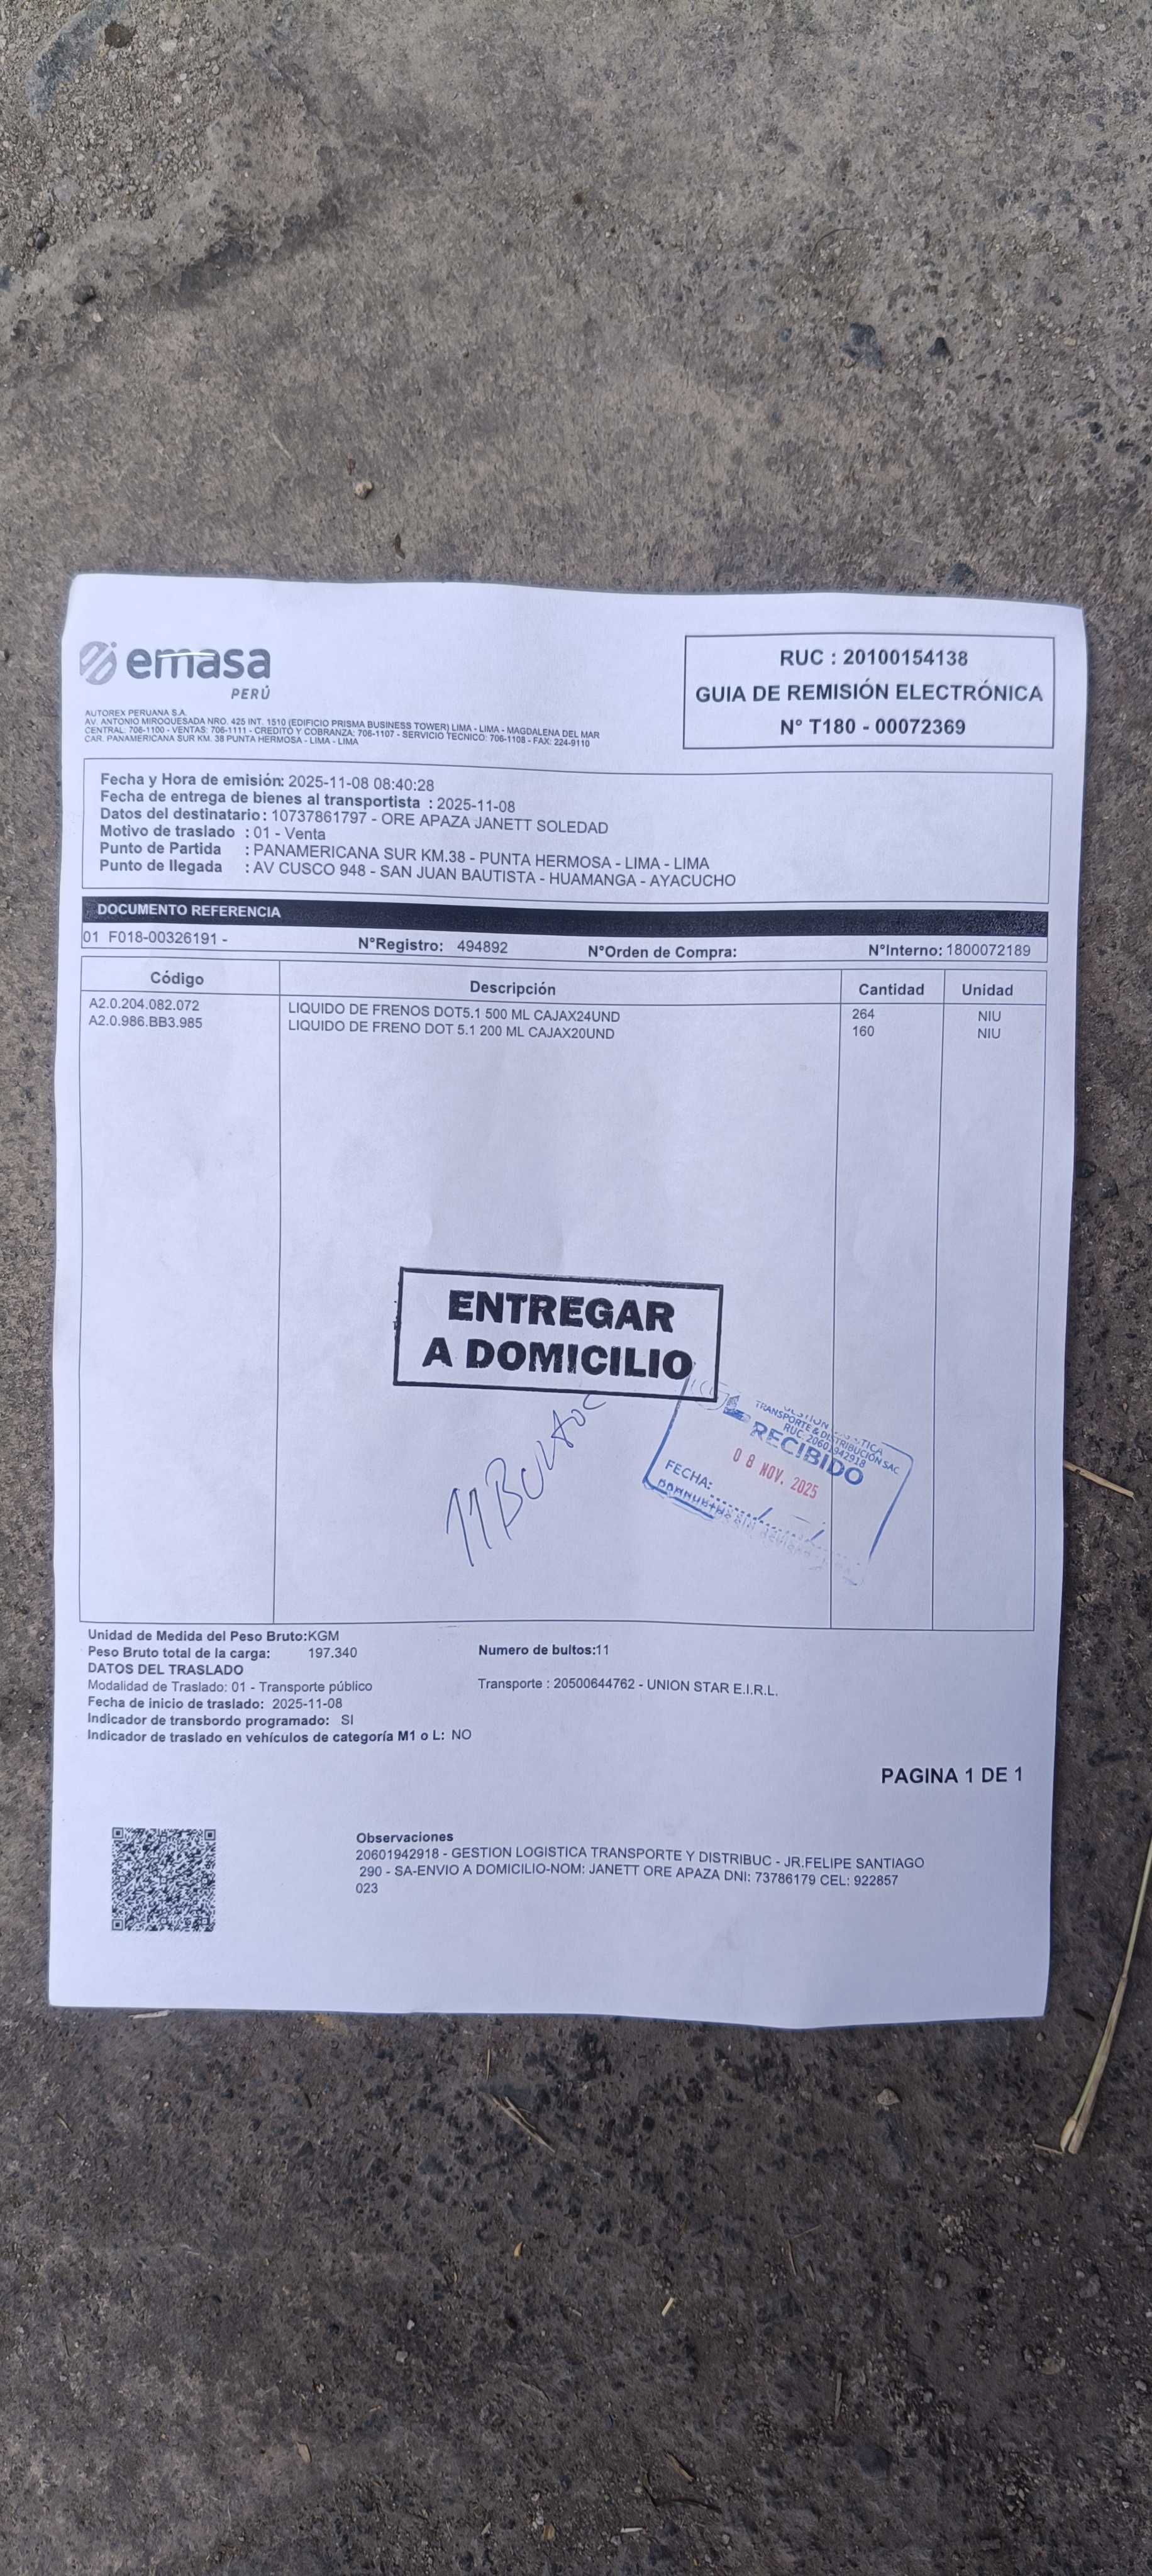 emasa
PERÚ
AUTOREX PERUANA S.A.
AV. ANTONIO MIROQUESADA NRO. 425 INT. 1510 (EDIFICIO PRISMA BUSINESS TOWER) LIMA - LIMA - MAGDALENA DEL MAR
CENTRAL: 706-1100 - VENTAS: 706-1111 - CREDITO Y COBRANZA: 706-1107 - SERVICIO TECNICO: 706-1108 - FAX: 224-9110
CAR. PANAMERICANA SUR KM. 38 PUNTA HERMOSA - LIMA - LIMA
RUC : 20100154138
GUIA DE REMISIÓN ELECTRÓNICA
N° T180 - 00072369
Fecha y Hora de emisión: 2025-11-08 08:40:28
Fecha de entrega de bienes al transportista : 2025-11-08
Datos del destinatario : 10737861797 - ORE APAZA JANETT SOLEDAD
Motivo de traslado : 01 - Venta
Punto de Partida : PANAMERICANA SUR KM.38 - PUNTA HERMOSA - LIMA - LIMA
Punto de llegada : AV CUSCO 948 - SAN JUAN BAUTISTA - HUAMANGA - AYACUCHO
DOCUMENTO REFERENCIA
01 F018-00326191 - N°Registro: 494892 N°Orden de Compra: N°Interno: 1800072189
Código Descripción Cantidad Unidad
A2.0.204.082.072 LIQUIDO DE FRENOS DOT5.1 500 ML CAJAX24UND 264 NIU
A2.0.986.BB3.985 LIQUIDO DE FRENO DOT 5.1 200 ML CAJAX20UND 160 NIU
ENTREGAR
A DOMICILIO
11 Bultos
TRANSPORTE & DISTRIBUCIÓN SAC
RUC: 20601942918
RECIBIDO
08 NOV. 2025
FECHA:
Unidad de Medida del Peso Bruto:KGM
Peso Bruto total de la carga: 197.340 Numero de bultos:11
DATOS DEL TRASLADO
Modalidad de Traslado: 01 - Transporte público Transporte : 20500644762 - UNION STAR E.I.R.L.
Fecha de inicio de traslado: 2025-11-08
Indicador de transbordo programado: SI
Indicador de traslado en vehículos de categoría M1 o L: NO
PAGINA 1 DE 1
Observaciones
20601942918 - GESTION LOGISTICA TRANSPORTE Y DISTRIBUC - JR.FELIPE SANTIAGO
290 - SA-ENVIO A DOMICILIO-NOM: JANETT ORE APAZA DNI: 73786179 CEL: 922857
023